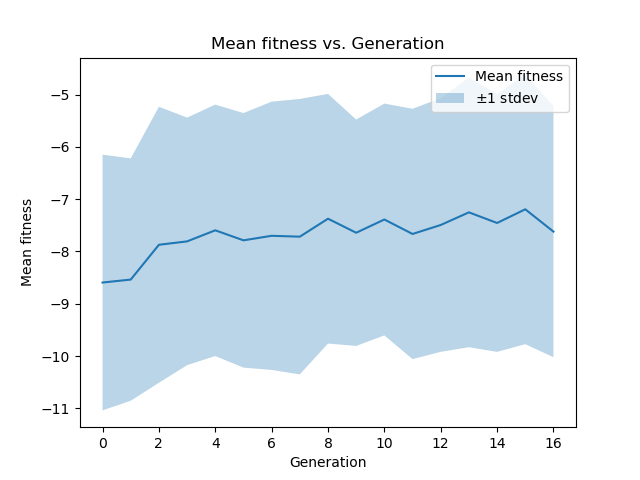 Mean fitness vs. Generation
Mean fitness
±1 stdev
Mean fitness
−5
−6
−7
−8
−9
−10
−11
0 2 4 6 8 10 12 14 16
Generation